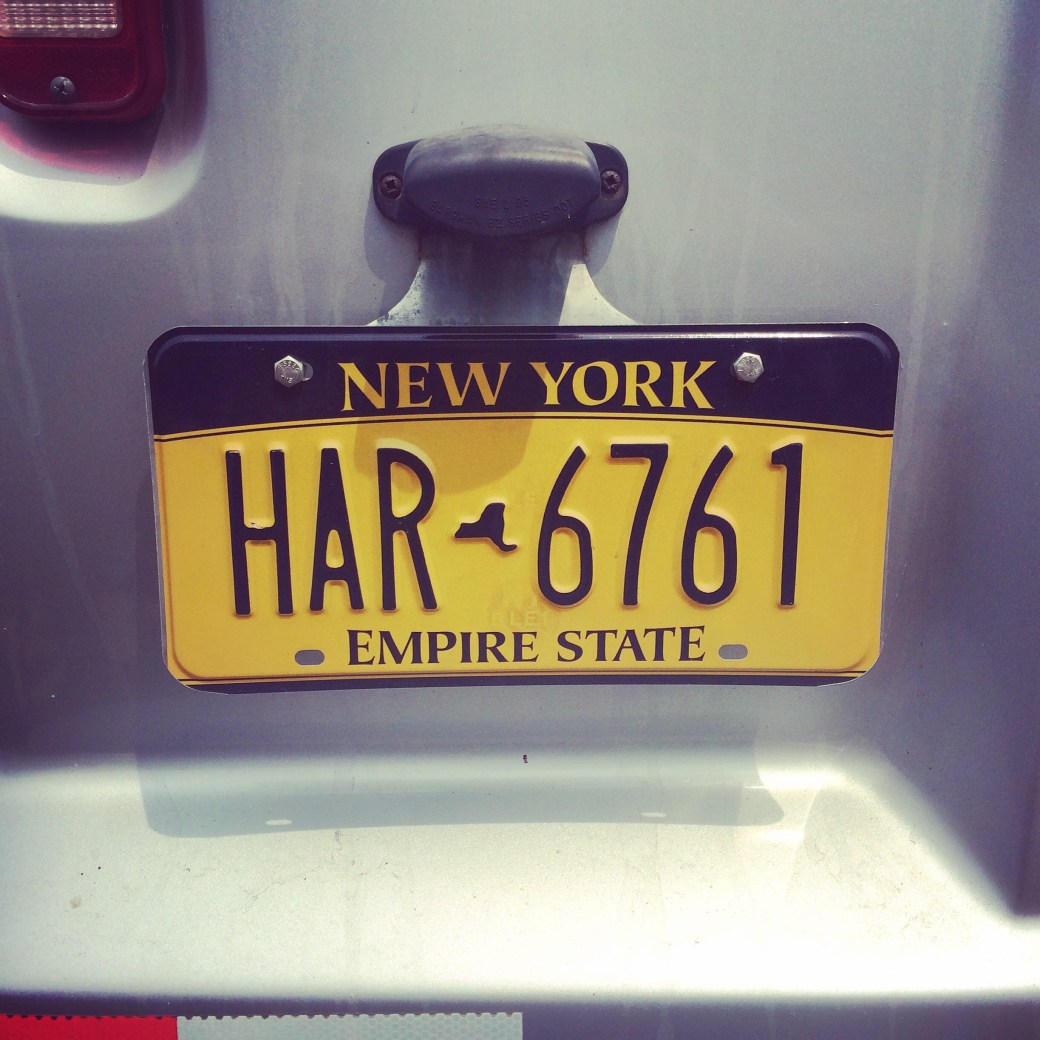 NEW YORK
HAR 6761
EMPIRE STATE